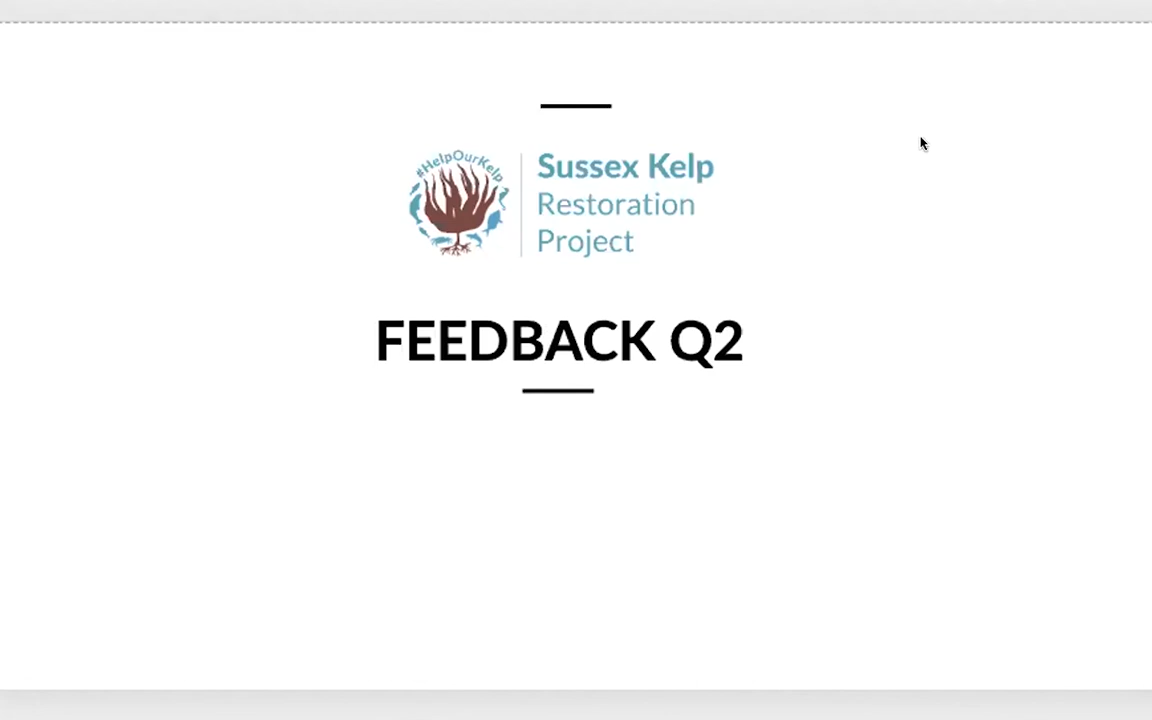 #HelpOurKelp
Sussex Kelp
Restoration
Project
FEEDBACK Q2